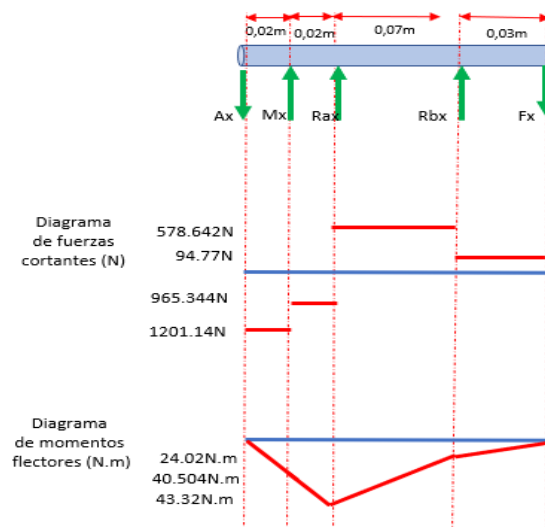 0,02m 0,02m 0,07m 0,03m
Ax Mx Rax Rbx Fx
Diagrama
de fuerzas
cortantes (N)
578.642N
94.77N
965.344N
1201.14N
Diagrama
de momentos
flectores (N.m)
24.02N.m
40.504N.m
43.32N.m